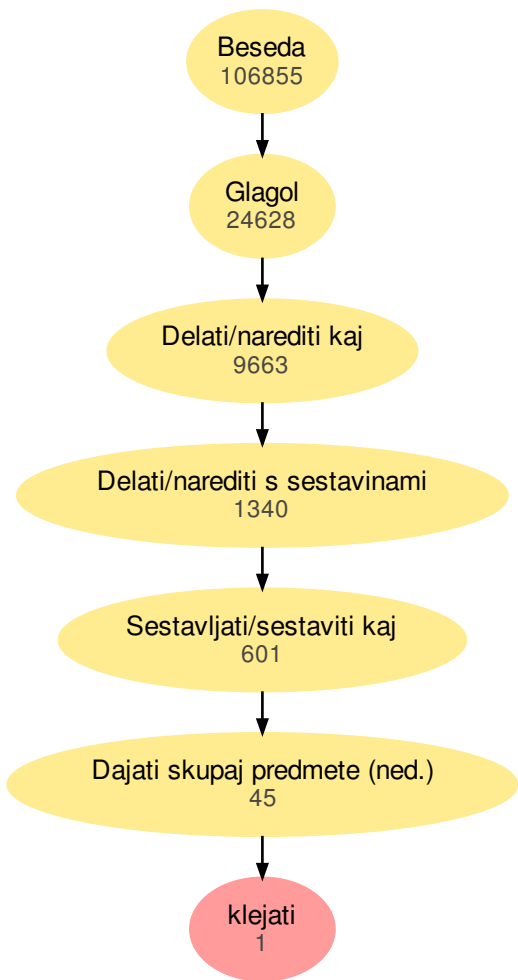 Beseda
106855
Glagol
24628
Delati/narediti kaj
9663
Delati/narediti s sestavinami
1340
Sestavljati/sestaviti kaj
601
Dajati skupaj predmete (ned.)
45
klejati
1